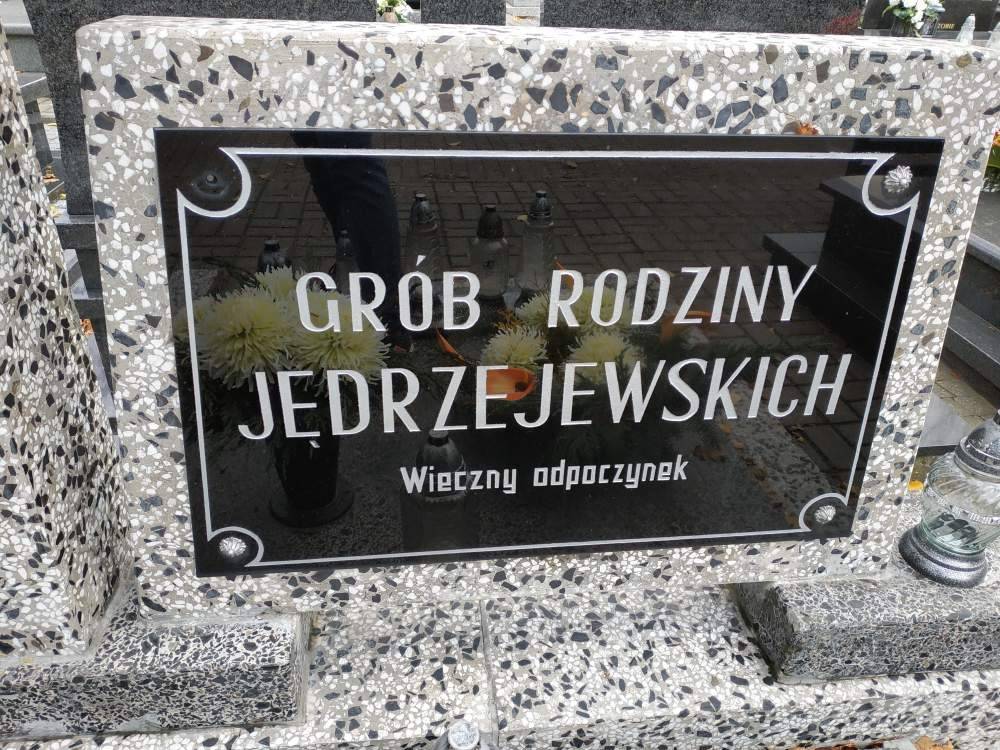 GRÓB RODZINY
JĘDRZEJEWSKICH
Wieczny odpoczynek